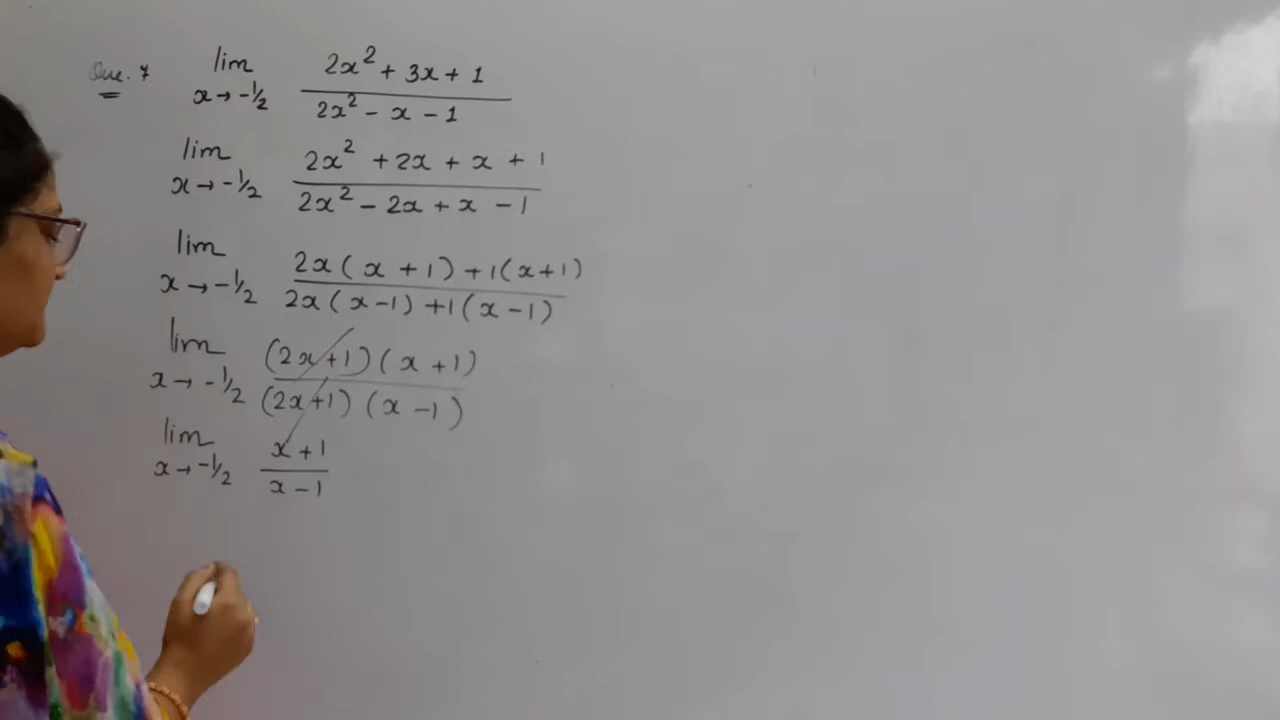 Que. 7 lim x→-1/2 2x² + 3x + 1 / 2x² - x - 1
lim x→-1/2 2x² + 2x + x + 1 / 2x² - 2x + x - 1
lim x→-1/2 2x(x + 1) + 1(x+1) / 2x(x-1) + 1(x-1)
lim x→-1/2 (2x+1)(x+1) / (2x+1)(x-1)
lim x→-1/2 x+1 / x-1